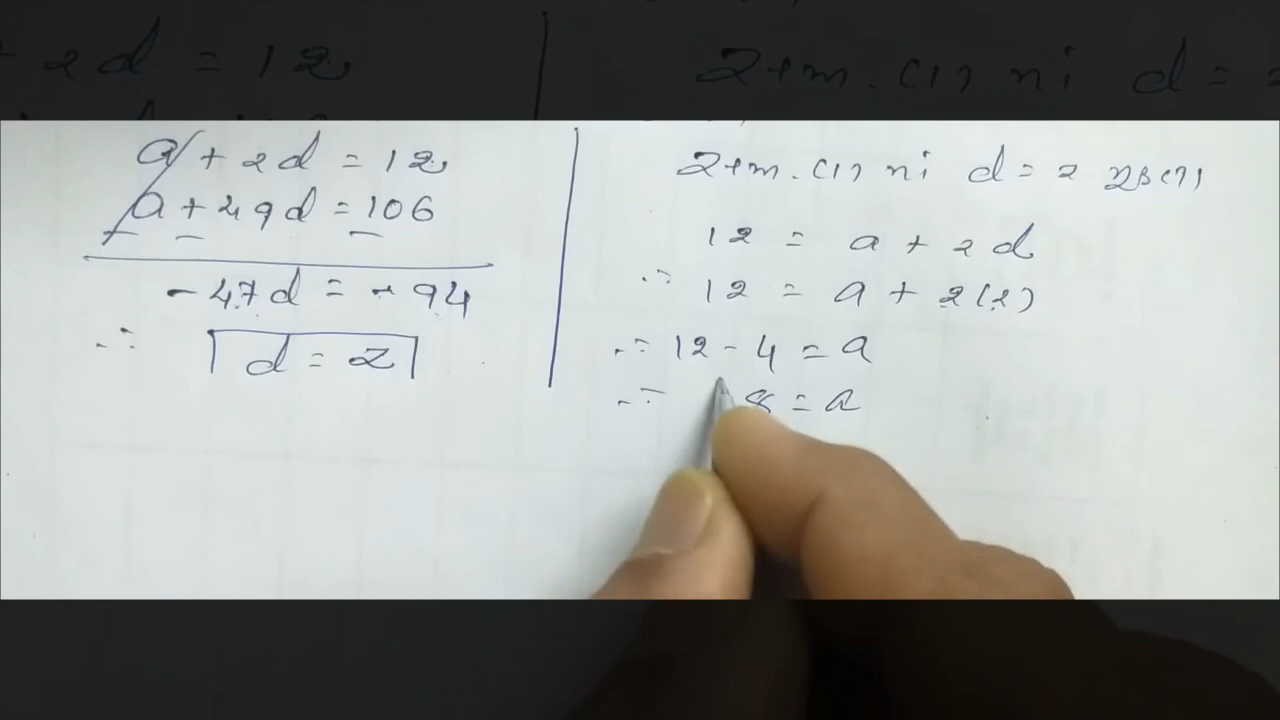 a + 2d = 12
a + 49d = 106
- - -
-47d = -94
∴ d = 2
સમી. (1) ની d = 2 મૂકતાં
12 = a + 2d
∴ 12 = a + 2(2)
∴ 12 - 4 = a
∴ 8 = a